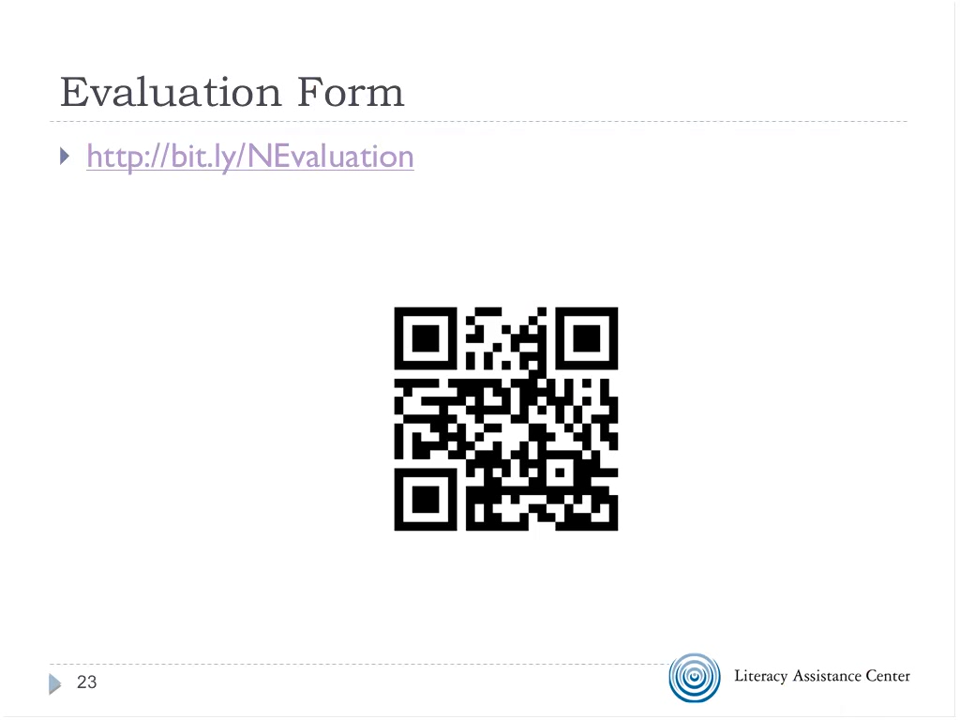 Evaluation Form
http://bit.ly/NEvaluation
23
Literacy Assistance Center